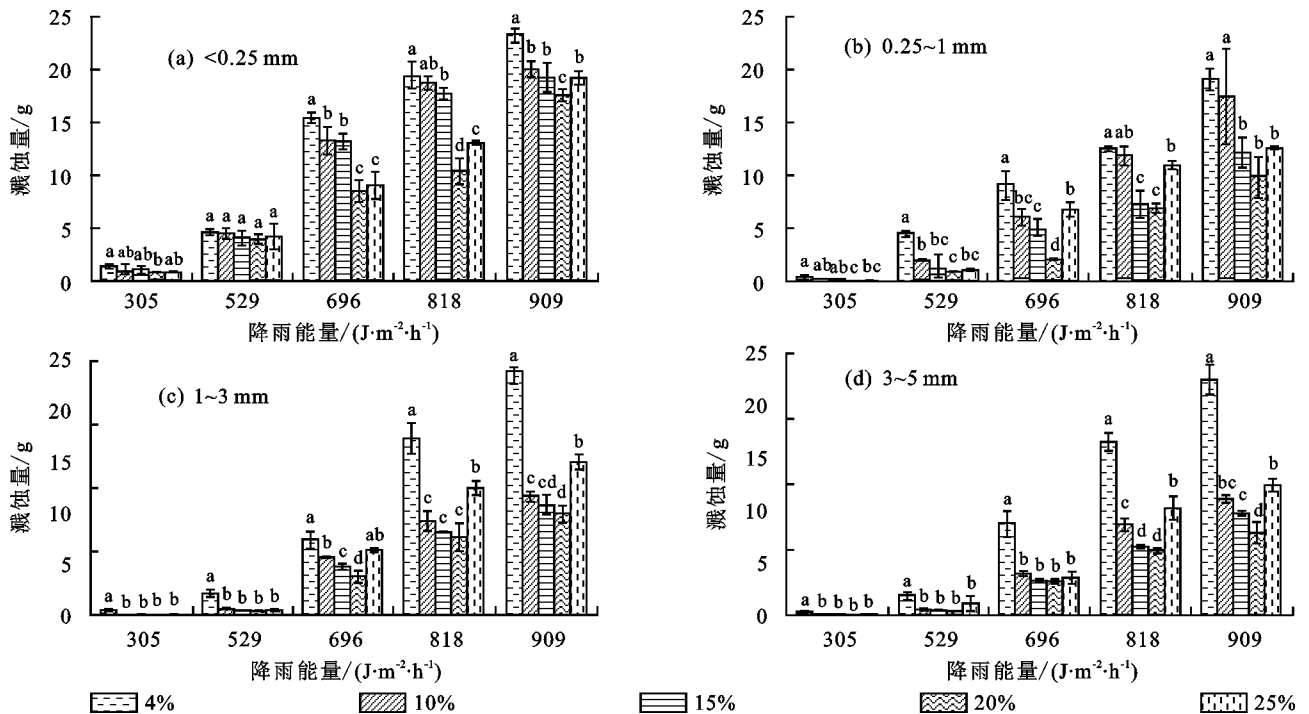 (a) <0.25 mm
溅蚀量/g
25
20
15
10
5
0
a ab ab b ab
a a a a a
a b b c c
a ab b d c
a b b c b
305 529 696 818 909
降雨能量/(J·m⁻²·h⁻¹)
(b) 0.25~1 mm
溅蚀量/g
25
20
15
10
5
0
a ab abc bc
a b bc c bc
a bc c d b
a ab c c b
a a b b b
305 529 696 818 909
降雨能量/(J·m⁻²·h⁻¹)
(c) 1~3 mm
溅蚀量/g
25
20
15
10
5
0
a b b b b
a b b b b
a b c d ab
a c c c b
a c cd d b
305 529 696 818 909
降雨能量/(J·m⁻²·h⁻¹)
(d) 3~5 mm
溅蚀量/g
25
20
15
10
5
0
a b b b b
a b b b b
a b b b b
a c d d b
a bc c d b
305 529 696 818 909
降雨能量/(J·m⁻²·h⁻¹)
4% 10% 15% 20% 25%